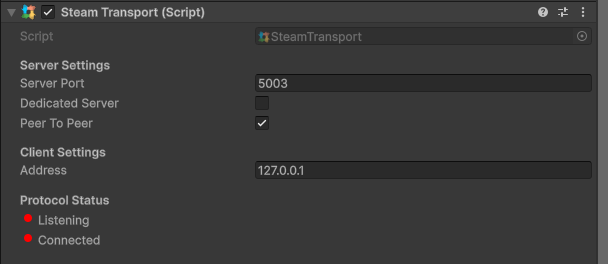 Steam Transport (Script)
Script SteamTransport
Server Settings
Server Port 5003
Dedicated Server
Peer To Peer
Client Settings
Address 127.0.0.1
Protocol Status
Listening
Connected